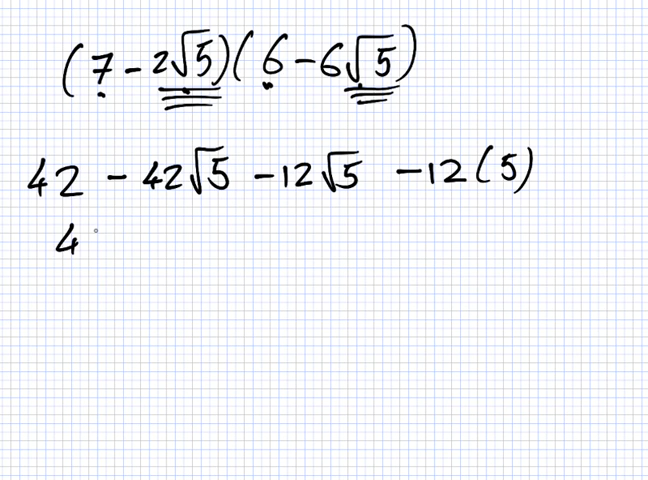 (7 - 2√5)(6 - 6√5)
42 - 42√5 - 12√5 - 12(5)
4